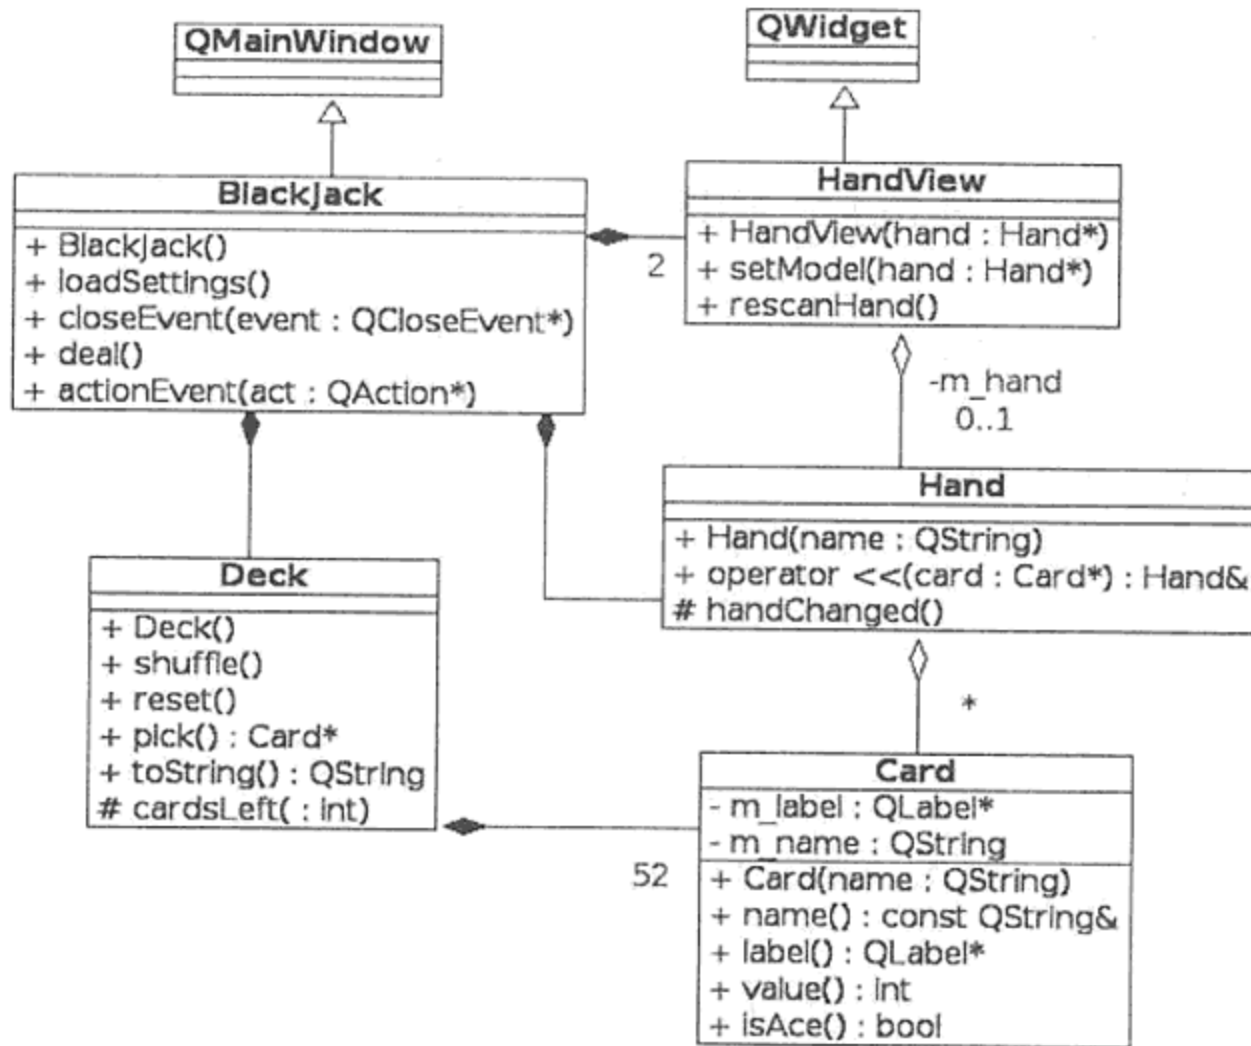 QMainWindow
QWidget
BlackJack
+ BlackJack()
+ loadSettings()
+ closeEvent(event : QCloseEvent*)
+ deal()
+ actionEvent(act : QAction*)
2
HandView
+ HandView(hand : Hand*)
+ setModel(hand : Hand*)
+ rescanHand()
-m_hand
0..1
Hand
+ Hand(name : QString)
+ operator <<(card : Card*) : Hand&
# handChanged()
*
Deck
+ Deck()
+ shuffle()
+ reset()
+ pick() : Card*
+ toString() : QString
# cardsLeft( : int)
52
Card
- m_label : QLabel*
- m_name : QString
+ Card(name : QString)
+ name() : const QString&
+ label() : QLabel*
+ value() : int
+ isAce() : bool